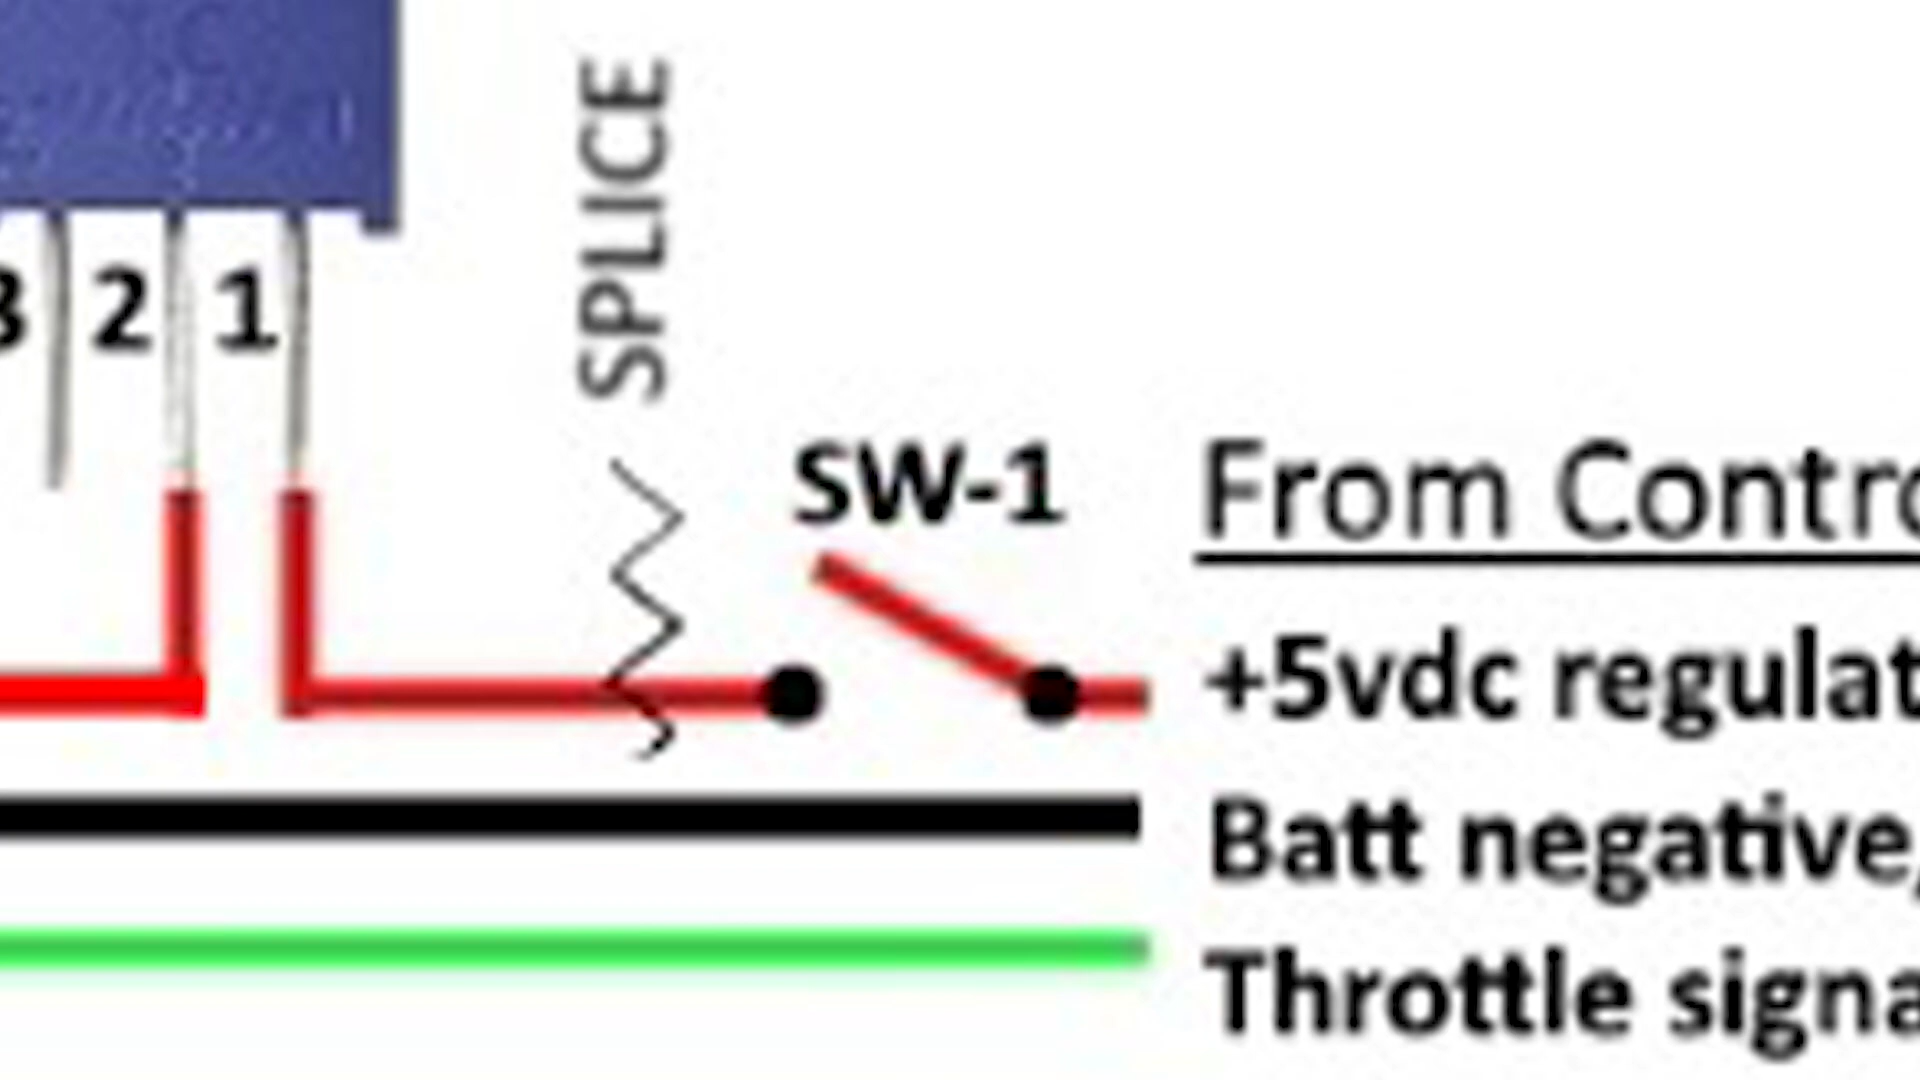 SPLICE
3 2 1
SW-1
From Contro
+5vdc regulat
Batt negative,
Throttle signa